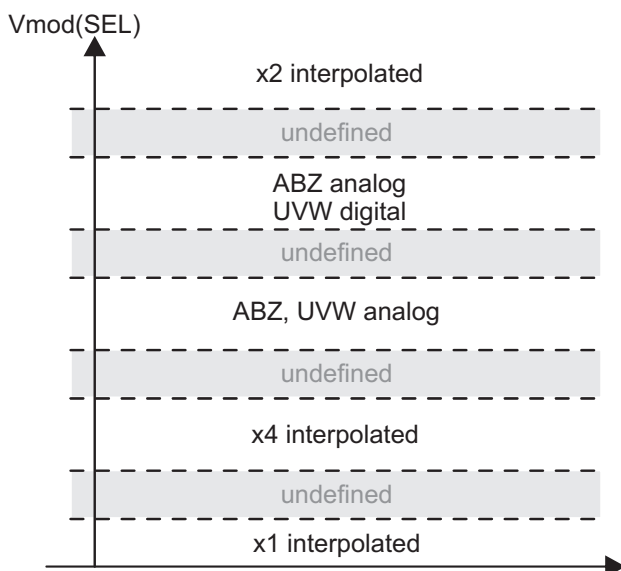 Vmod(SEL)
x2 interpolated
undefined
ABZ analog
UVW digital
undefined
ABZ, UVW analog
undefined
x4 interpolated
undefined
x1 interpolated